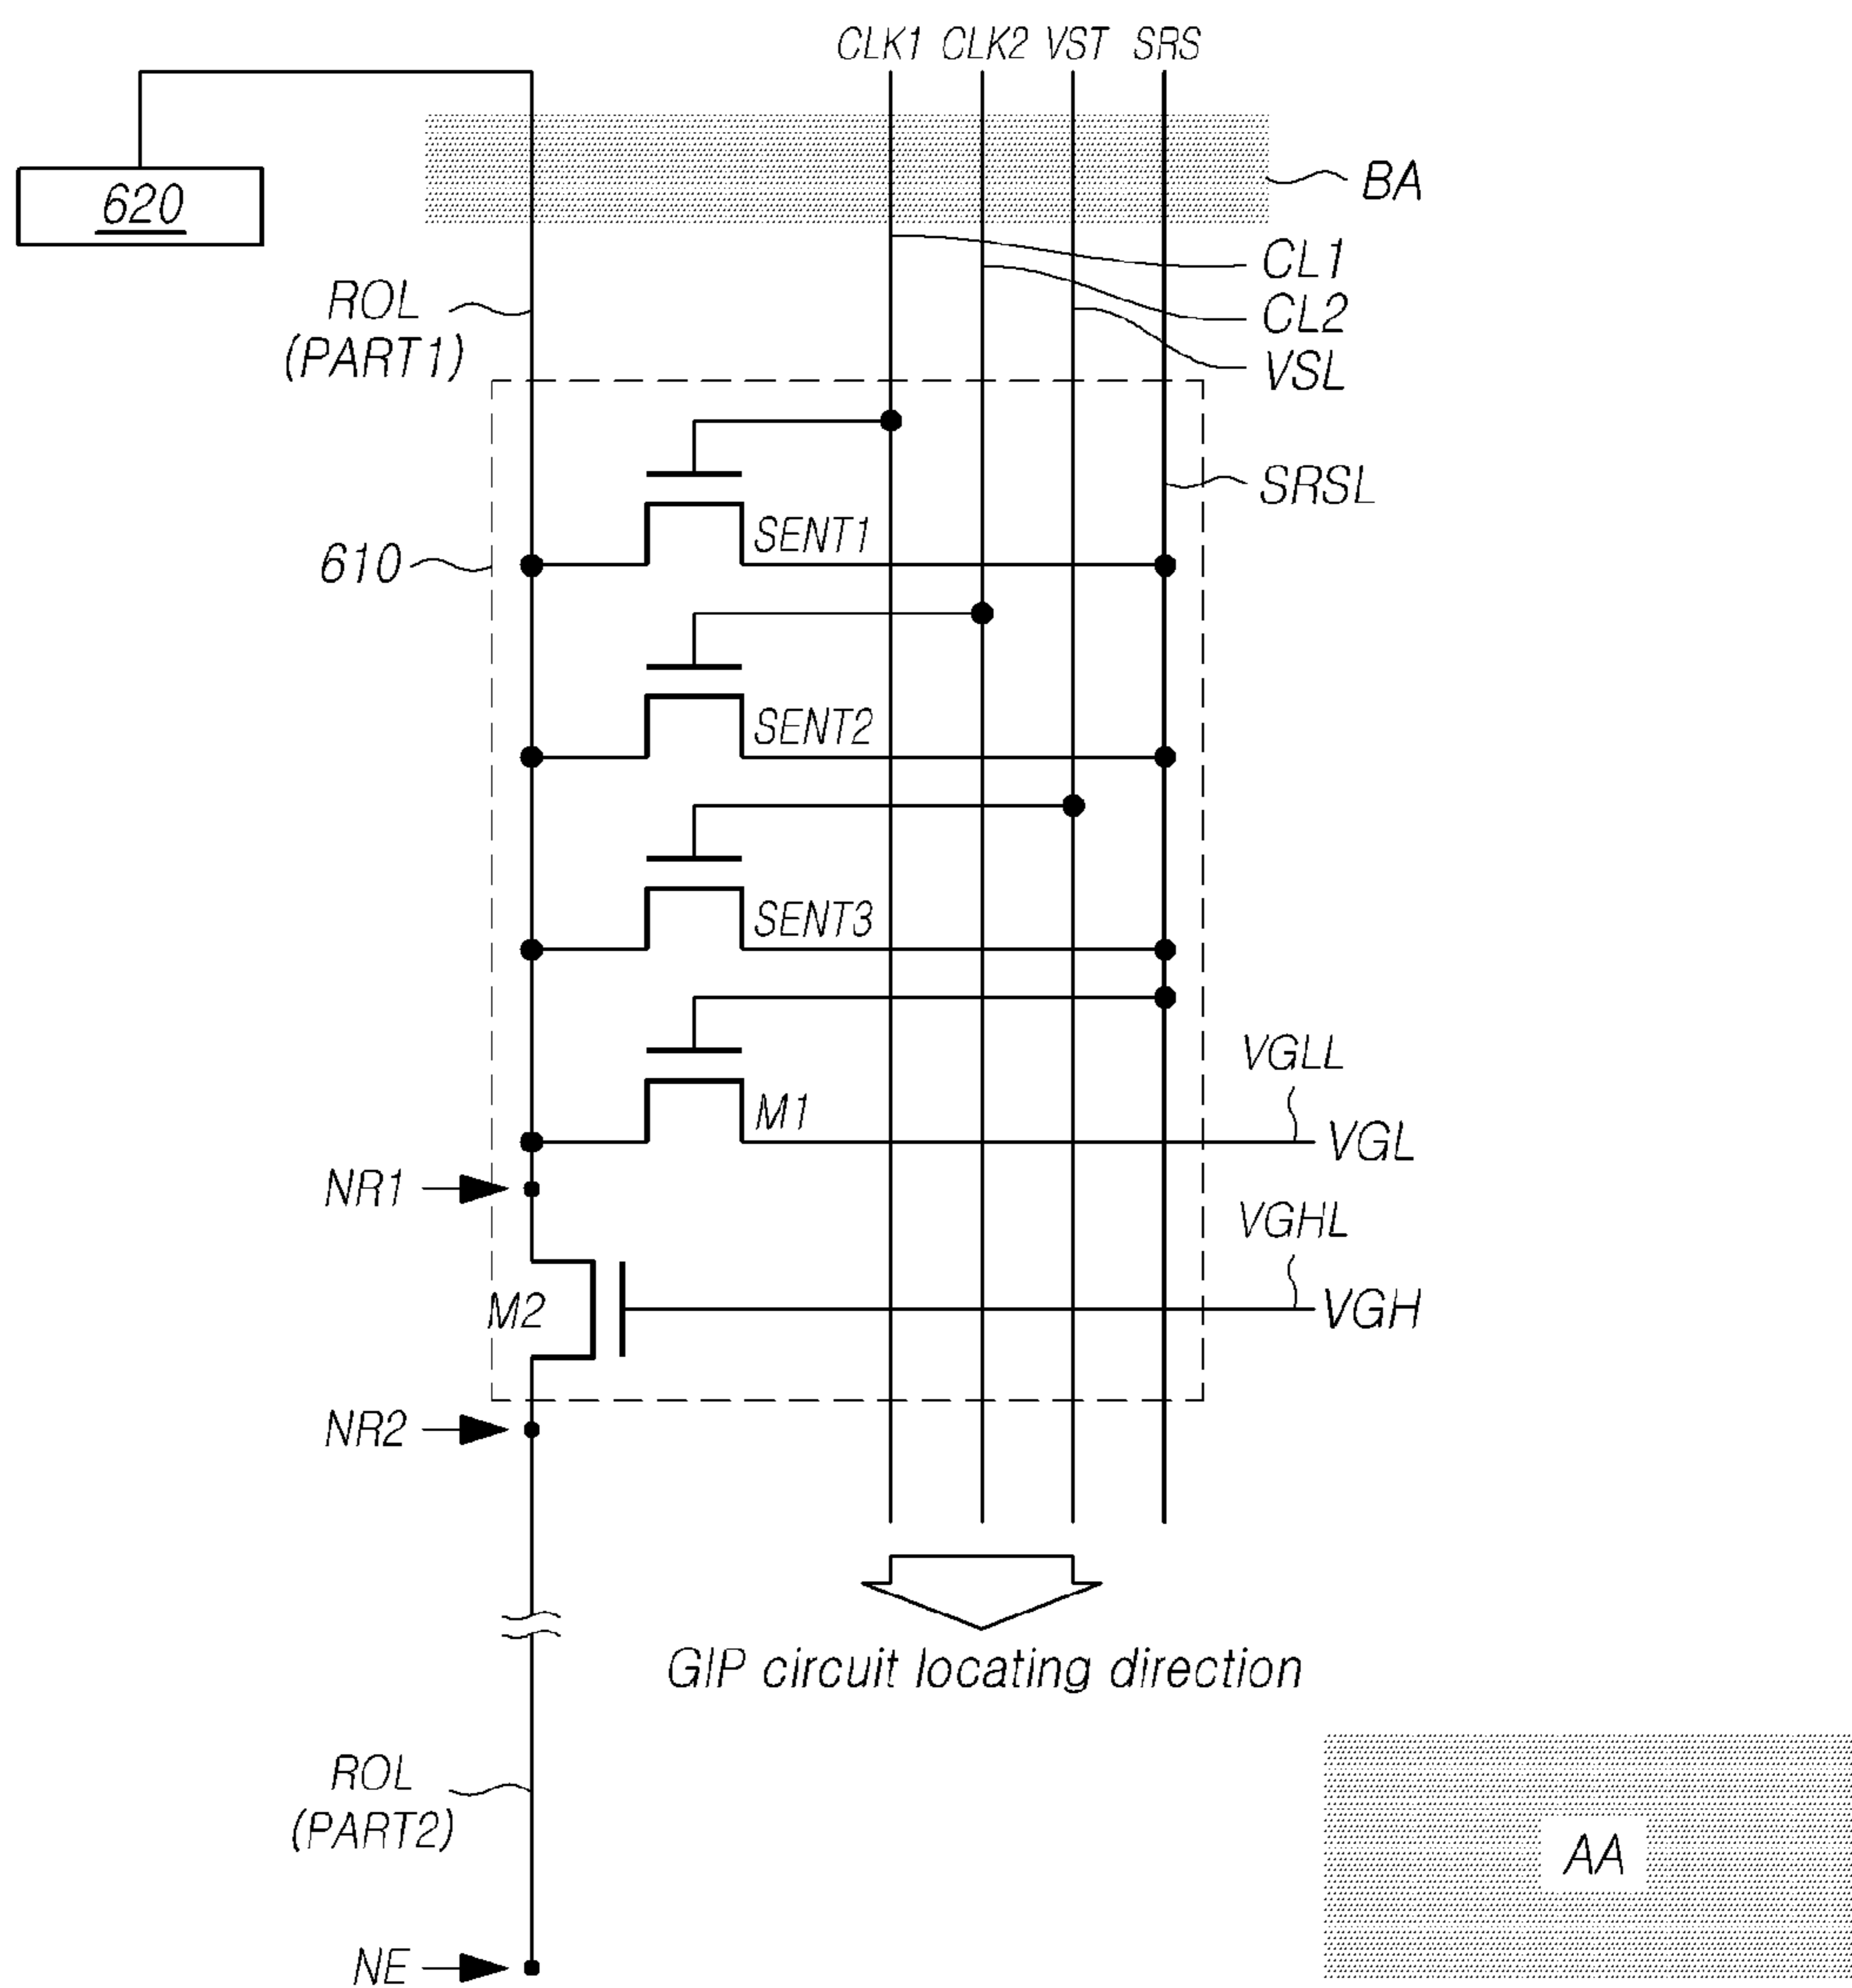 CLK1 CLK2 VST SRS
620
BA
CL1
ROL
(PART1)
CL2
VSL
SRSL
SENT1
610
SENT2
SENT3
VGLL
M1
VGL
NR1
VGHL
M2
VGH
NR2
GIP circuit locating direction
ROL
(PART2)
AA
NE